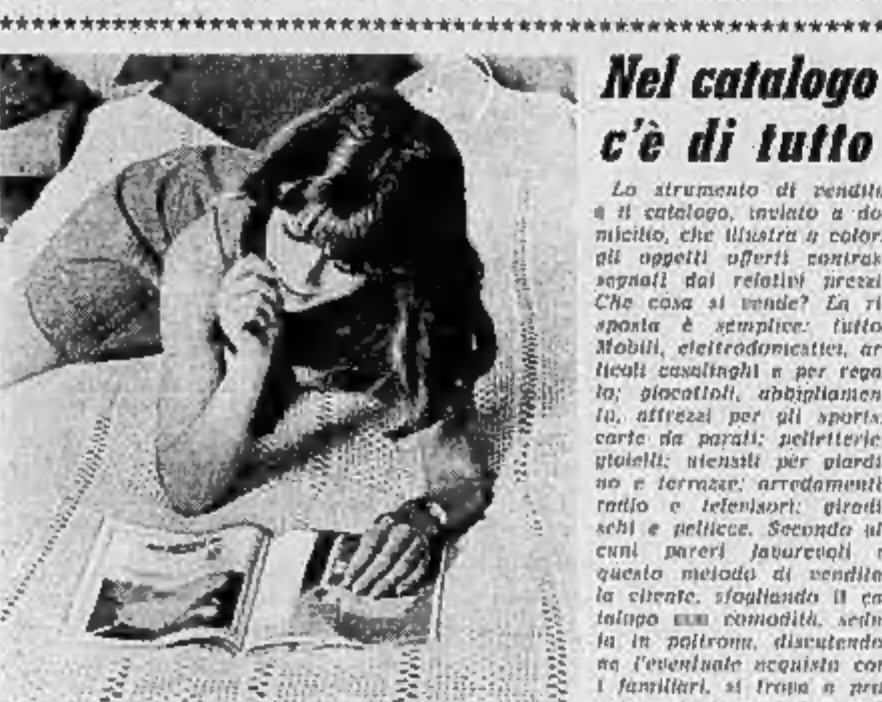 Nel catalogo
c'è di tutto
Lo strumento di vendita
è il catalogo, inviato a do
micilio, che illustra a colori
gli oggetti offerti contras
segnati dai relativi prezzi
Che cosa si vende? La ri
sposta è semplice: tutto
Mobili, elettrodomestici, ar
ticoli casalinghi e per rega
lo; giocattoli, abbigliamen
to, attrezzi per gli sports;
carte da parati; pelletterie
gioielli; utensili per giardi
no e terrazze; arredamenti
radio e televisori; giradi
schi e pellicce. Secondo al
cuni pareri favorevoli a
questo metodo di vendita
la cliente, sfogliando il ca
talogo comodità, sedu
ta in poltrona, discutendo
ne l'eventuale acquisto con
i familiari, si trova a